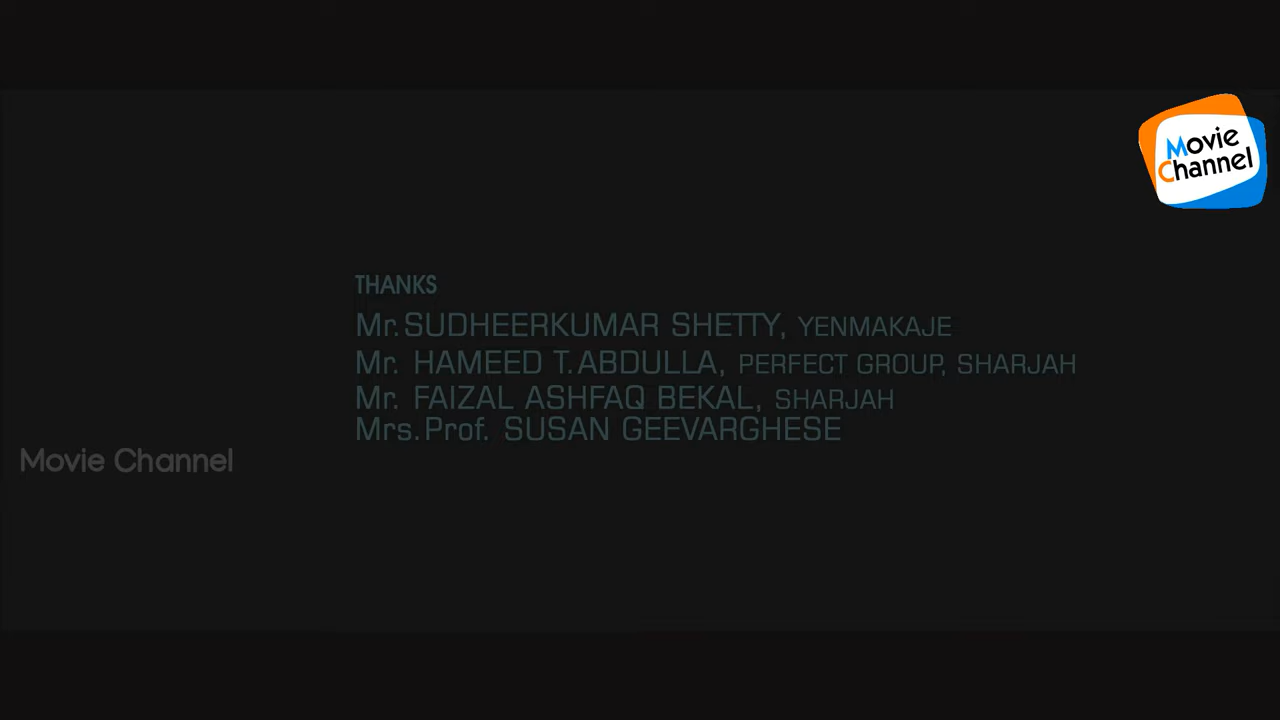 Movie
Channel
THANKS
Mr.SUDHEERKUMAR SHETTY, YENMAKAJE
Mr. HAMEED T.ABDULLA, PERFECT GROUP, SHARJAH
Mr. FAIZAL ASHFAQ BEKAL, SHARJAH
Mrs.Prof. SUSAN GEEVARGHESE
Movie Channel